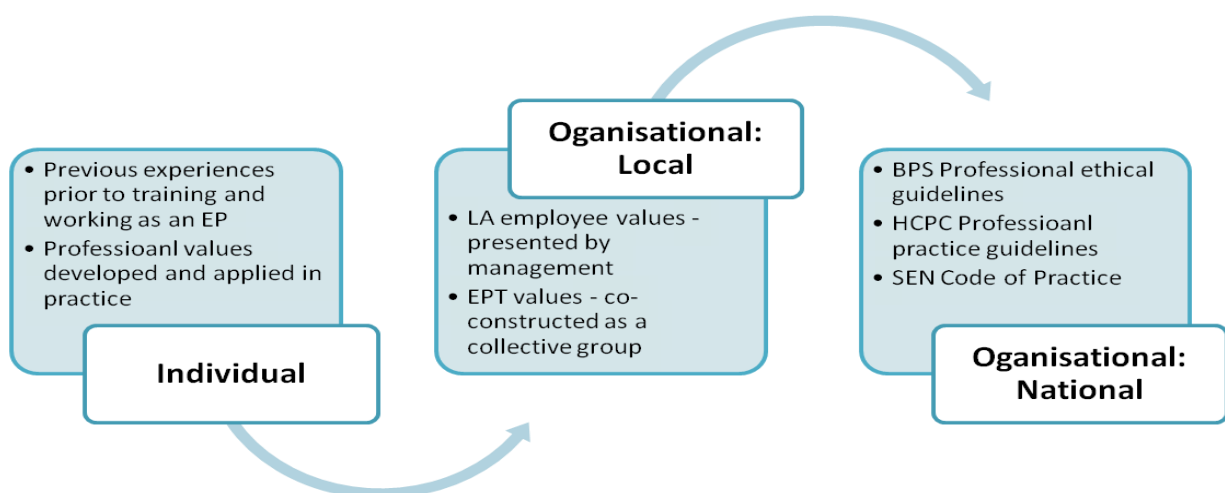 • Previous experiences
prior to training and
working as an EP
• Professioanl values
developed and applied in
practice
Individual
Oganisational:
Local
• LA employee values -
presented by
management
• EPT values - co-
constructed as a
collective group
• BPS Professional ethical
guidelines
• HCPC Professioanl
practice guidelines
• SEN Code of Practice
Oganisational:
National